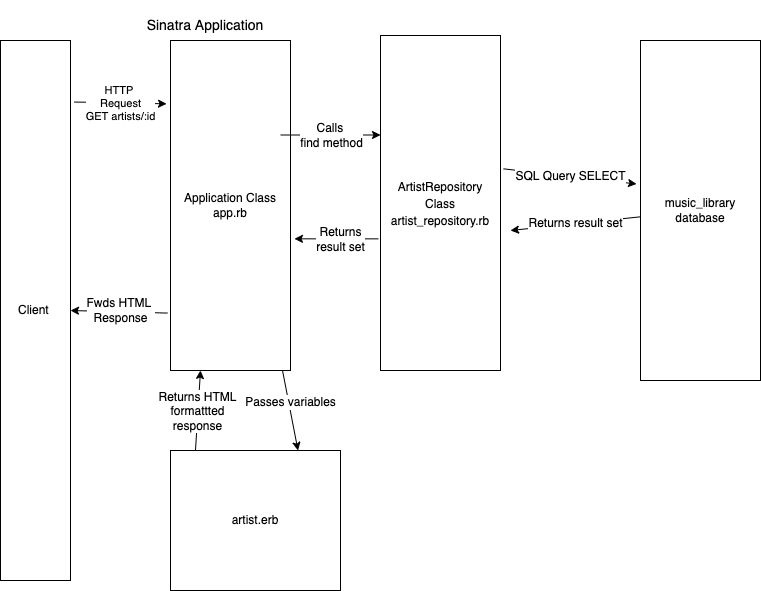 Sinatra Application
HTTP
Request
GET artists/:id
Calls
find method
Application Class
app.rb
ArtistRepository
Class
artist_repository.rb
SQL Query SELECT
music_library
database
Returns result set
Returns
result set
Client
Fwds HTML
Response
Returns HTML
formattted
response
Passes variables
artist.erb